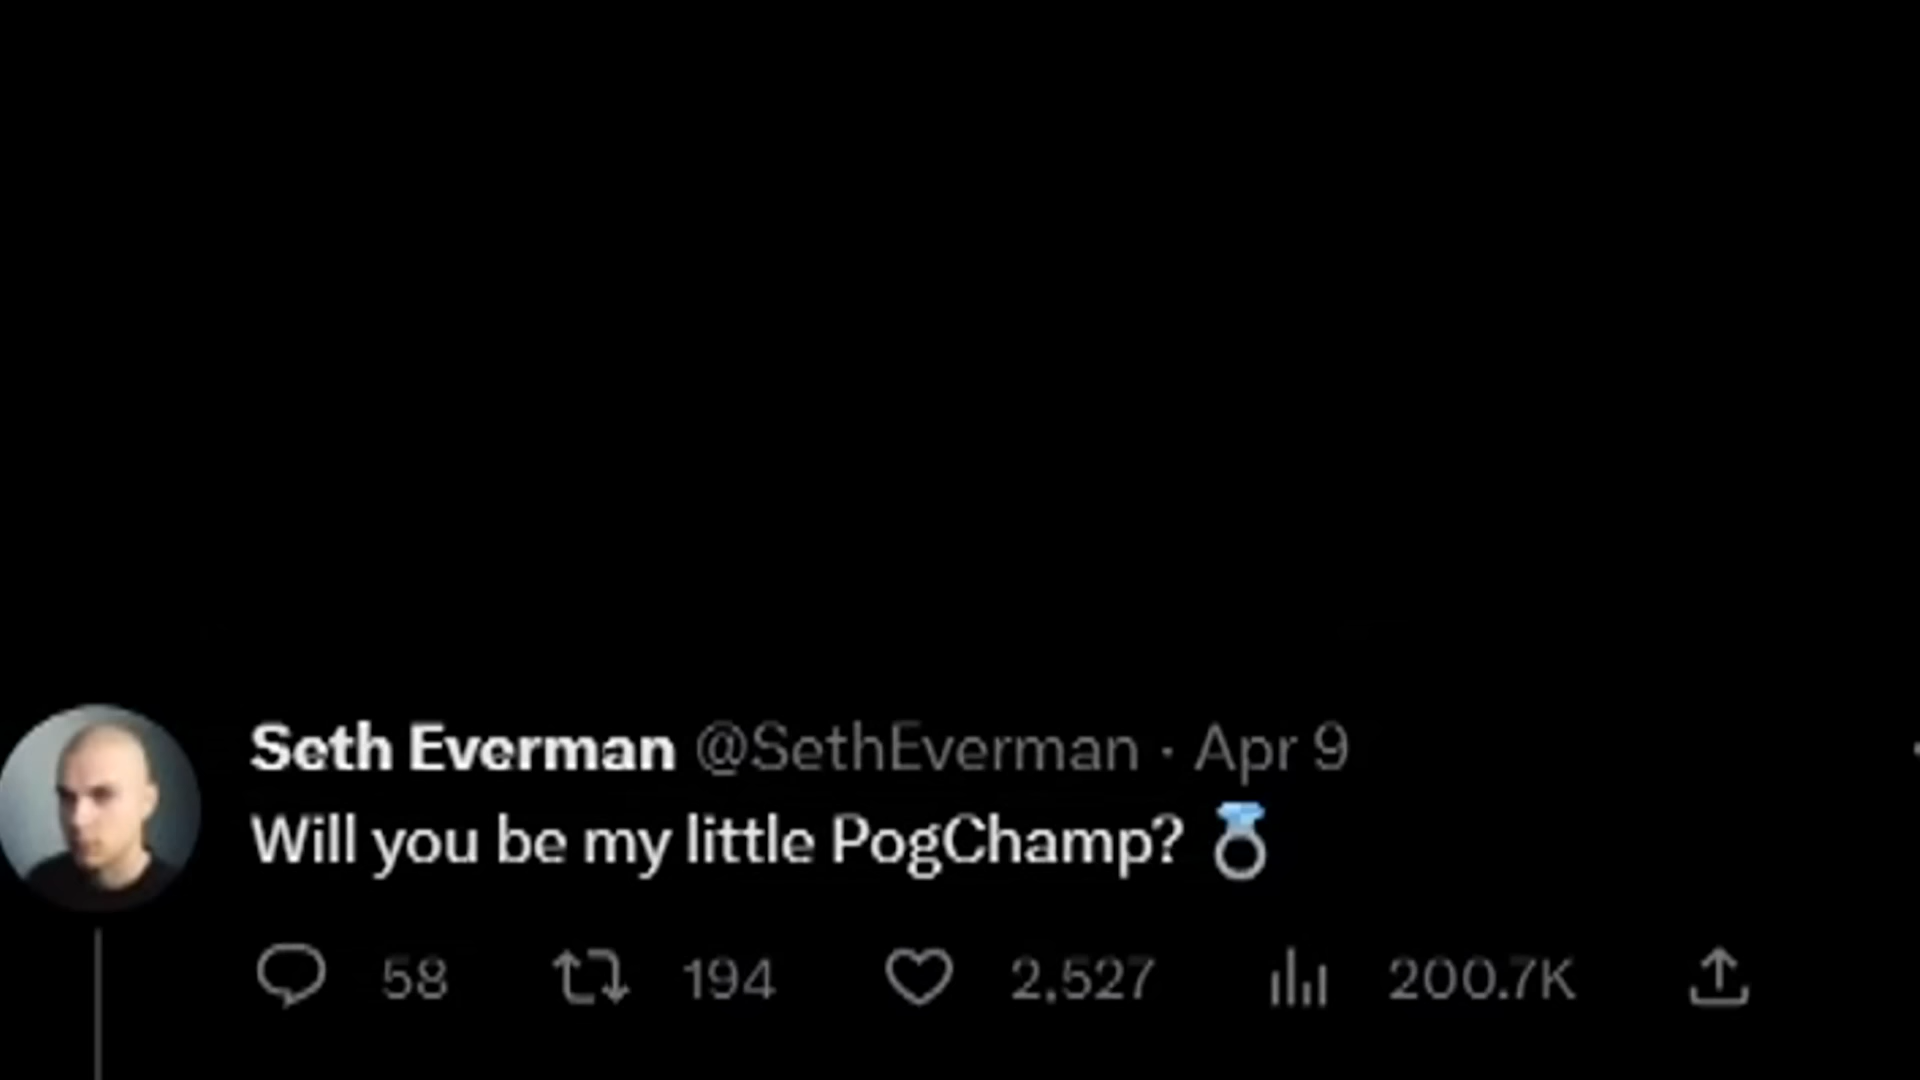 Seth Everman @SethEverman · Apr 9
Will you be my little PogChamp? 💍
58 194 2,527 200.7K